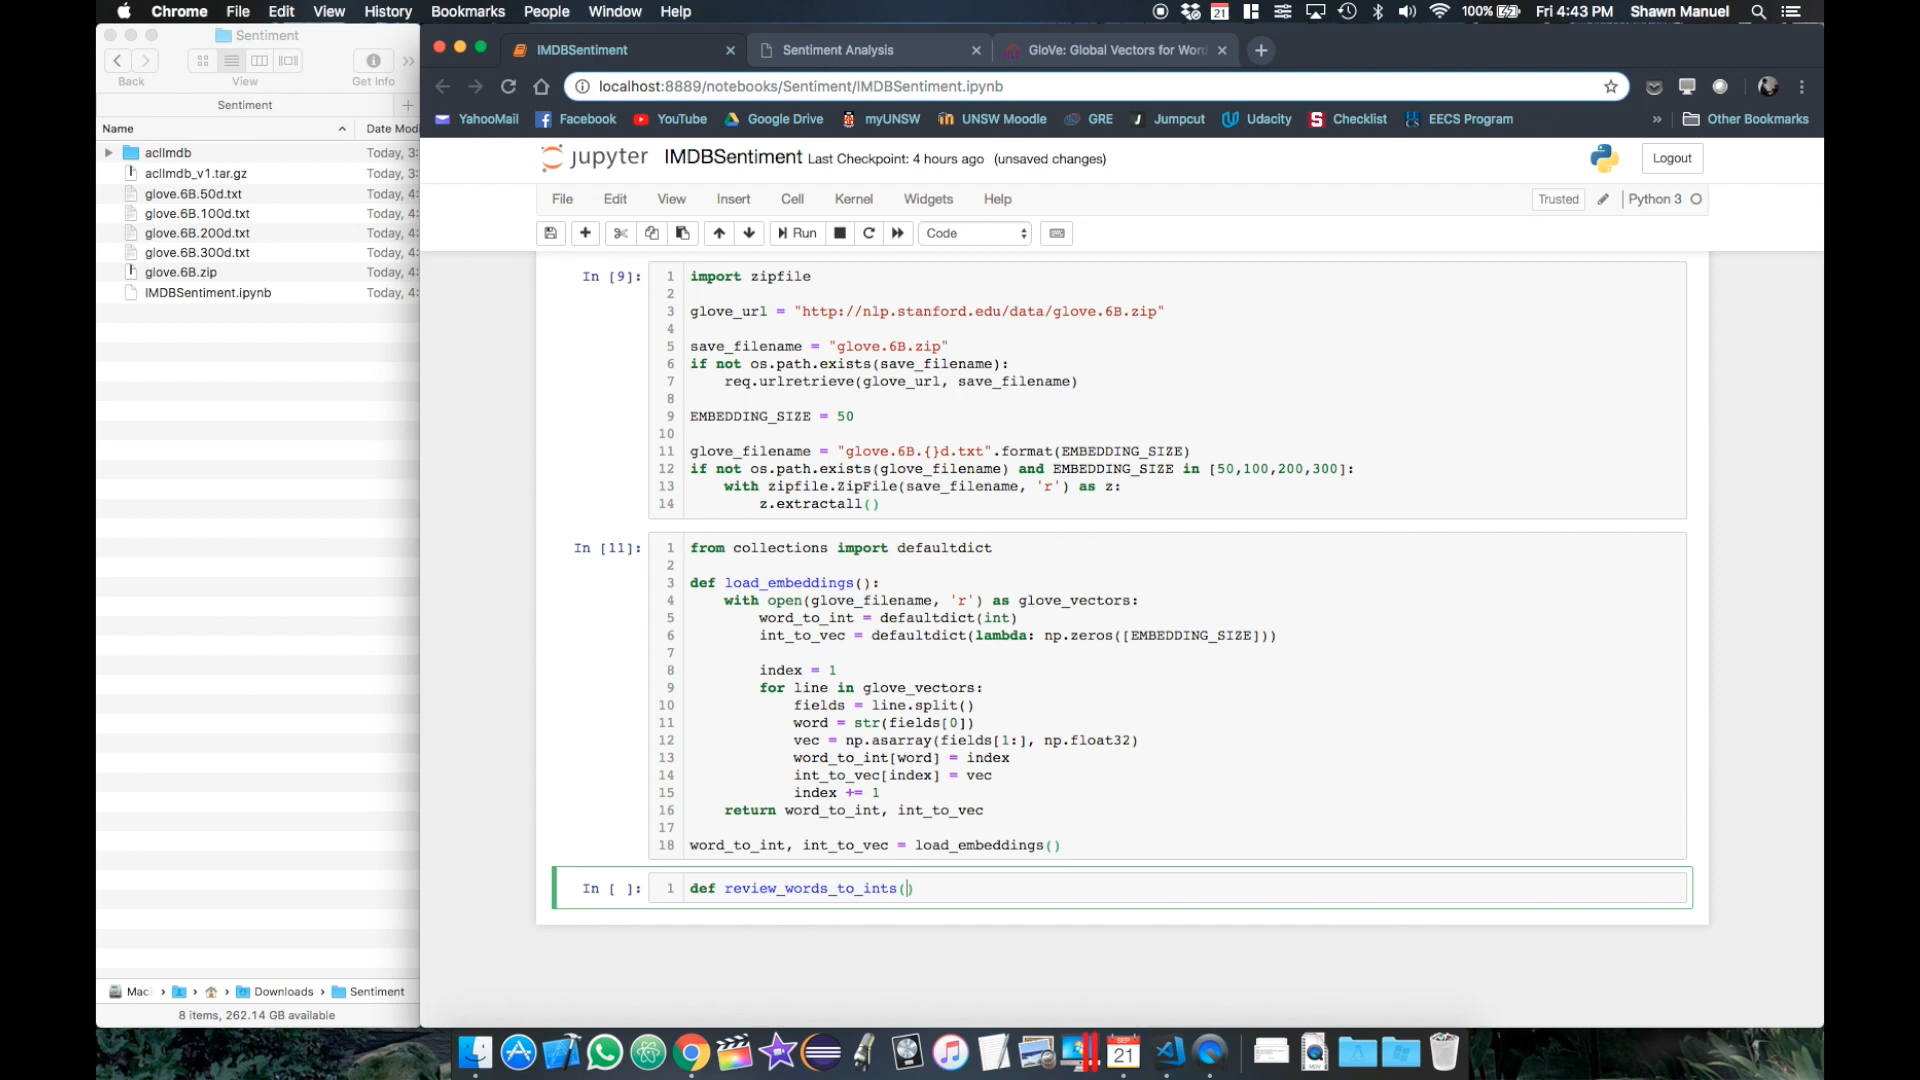 Chrome File Edit View History Bookmarks People Window Help 21 100% Fri 4:43 PM Shawn Manuel
Sentiment
Back View Get Info
Sentiment
Name Date Mod
aclImdb Today, 3:
aclImdb_v1.tar.gz Today, 3:
glove.6B.50d.txt Today, 4:
glove.6B.100d.txt Today, 4:
glove.6B.200d.txt Today, 4:
glove.6B.300d.txt Today, 4:
glove.6B.zip Today, 4:
IMDBSentiment.ipynb Today, 4:
Mac Downloads Sentiment
8 items, 262.14 GB available
IMDBSentiment Sentiment Analysis GloVe: Global Vectors for Word
localhost:8889/notebooks/Sentiment/IMDBSentiment.ipynb
YahooMail Facebook YouTube Google Drive myUNSW UNSW Moodle GRE Jumpcut Udacity Checklist EECS Program » Other Bookmarks
jupyter IMDBSentiment Last Checkpoint: 4 hours ago (unsaved changes) Logout
File Edit View Insert Cell Kernel Widgets Help Trusted Python 3
Run Code
In [9]:
1 import zipfile
2
3 glove_url = "http://nlp.stanford.edu/data/glove.6B.zip"
4
5 save_filename = "glove.6B.zip"
6 if not os.path.exists(save_filename):
7 req.urlretrieve(glove_url, save_filename)
8
9 EMBEDDING_SIZE = 50
10
11 glove_filename = "glove.6B.{}d.txt".format(EMBEDDING_SIZE)
12 if not os.path.exists(glove_filename) and EMBEDDING_SIZE in [50,100,200,300]:
13 with zipfile.ZipFile(save_filename, 'r') as z:
14 z.extractall()
In [11]:
1 from collections import defaultdict
2
3 def load_embeddings():
4 with open(glove_filename, 'r') as glove_vectors:
5 word_to_int = defaultdict(int)
6 int_to_vec = defaultdict(lambda: np.zeros([EMBEDDING_SIZE]))
7
8 index = 1
9 for line in glove_vectors:
10 fields = line.split()
11 word = str(fields[0])
12 vec = np.asarray(fields[1:], np.float32)
13 word_to_int[word] = index
14 int_to_vec[index] = vec
15 index += 1
16 return word_to_int, int_to_vec
17
18 word_to_int, int_to_vec = load_embeddings()
In [ ]:
1 def review_words_to_ints()
SEP
21